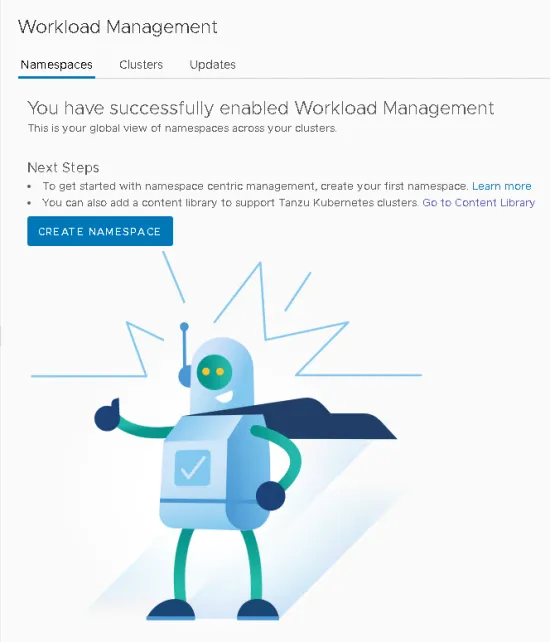 Workload Management
Namespaces Clusters Updates
You have successfully enabled Workload Management
This is your global view of namespaces across your clusters.
Next Steps
• To get started with namespace centric management, create your first namespace. Learn more
• You can also add a content library to support Tanzu Kubernetes clusters. Go to Content Library
CREATE NAMESPACE